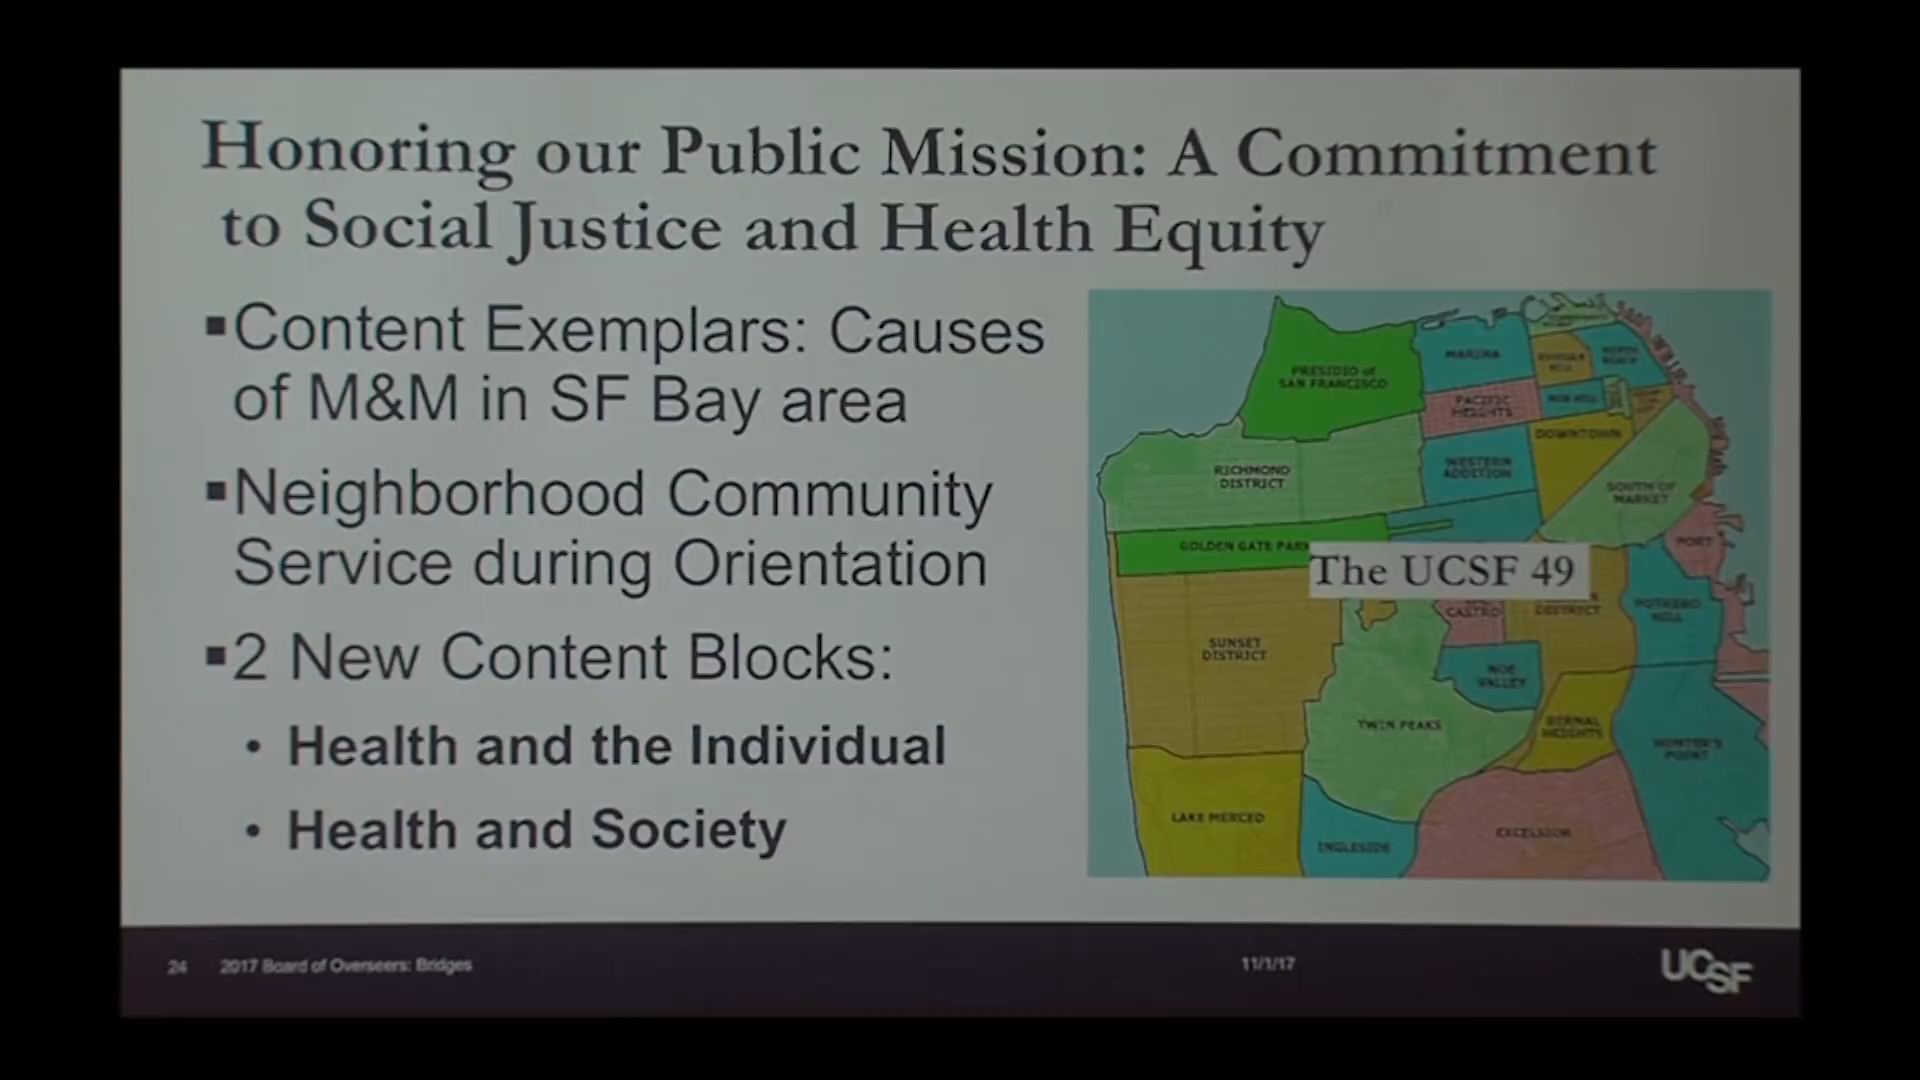 Honoring our Public Mission: A Commitment
to Social Justice and Health Equity
▪Content Exemplars: Causes
of M&M in SF Bay area
▪Neighborhood Community
Service during Orientation
▪2 New Content Blocks:
• Health and the Individual
• Health and Society
PRESIDIO of
SAN FRANCISCO
MARINA
NORTH
BEACH
PACIFIC
HEIGHTS
NOB HILL
DOWNTOWN
RICHMOND
DISTRICT
WESTERN
ADDITION
SOUTH OF
MARKET
GOLDEN GATE PARK
PORT
The UCSF 49
CASTRO
DISTRICT
POTRERO
HILL
SUNSET
DISTRICT
NOE
VALLEY
TWIN PEAKS
BERNAL
HEIGHTS
HUNTER'S
POINT
LAKE MERCED
INGLESIDE
EXCELSIOR
24 2017 Board of Overseers: Bridges
11/1/17
UCSF